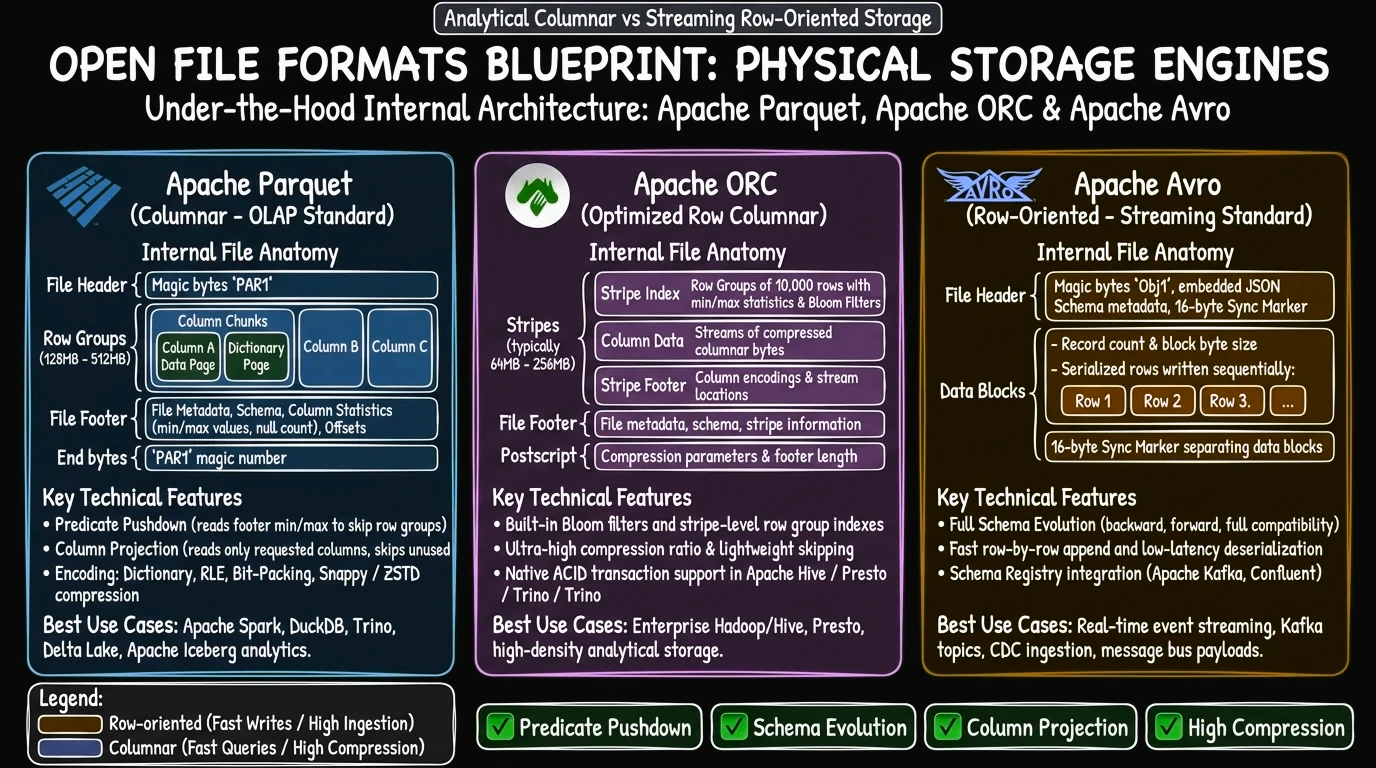 Analytical Columnar vs Streaming Row-Oriented Storage
OPEN FILE FORMATS BLUEPRINT: PHYSICAL STORAGE ENGINES
Under-the-Hood Internal Architecture: Apache Parquet, Apache ORC & Apache Avro
Apache Parquet
(Columnar - OLAP Standard)
Internal File Anatomy
File Header
Magic bytes 'PAR1'
Row Groups
(128MB - 512MB)
Column Chunks
Column A
Data Page
Dictionary
Page
Column B
Column C
File Footer
File Metadata, Schema, Column Statistics
(min/max values, null count), Offsets
End bytes
'PAR1' magic number
Key Technical Features
• Predicate Pushdown (reads footer min/max to skip row groups)
• Column Projection (reads only requested columns, skips unused
• Encoding: Dictionary, RLE, Bit-Packing, Snappy / ZSTD
compression
Best Use Cases: Apache Spark, DuckDB, Trino,
Delta Lake, Apache Iceberg analytics.
Apache ORC
(Optimized Row Columnar)
Internal File Anatomy
Stripes
(typically
64MB - 256MB)
Stripe Index
Row Groups of 10,000 rows with
min/max statistics & Bloom Filters
Column Data
Streams of compressed
columnar bytes
Stripe Footer
Column encodings & stream
locations
File Footer
File metadata, schema, stripe information
Postscript
Compression parameters & footer length
Key Technical Features
• Built-in Bloom filters and stripe-level row group indexes
• Ultra-high compression ratio & lightweight skipping
• Native ACID transaction support in Apache Hive / Presto
/ Trino / Trino
Best Use Cases: Enterprise Hadoop/Hive, Presto,
high-density analytical storage.
AVRO
Apache Avro
(Row-Oriented - Streaming Standard)
Internal File Anatomy
File Header
Magic bytes 'Obj1', embedded JSON
Schema metadata, 16-byte Sync Marker
Data Blocks
- Record count & block byte size
- Serialized rows written sequentially:
Row 1
Row 2
Row 3.
...
16-byte Sync Marker separating data blocks
Key Technical Features
• Full Schema Evolution (backward, forward, full compatibility)
• Fast row-by-row append and low-latency deserialization
• Schema Registry integration (Apache Kafka, Confluent)
Best Use Cases: Real-time event streaming, Kafka
topics, CDC ingestion, message bus payloads.
Legend:
Row-oriented (Fast Writes / High Ingestion)
Columnar (Fast Queries / High Compression)
Predicate Pushdown
Schema Evolution
Column Projection
High Compression